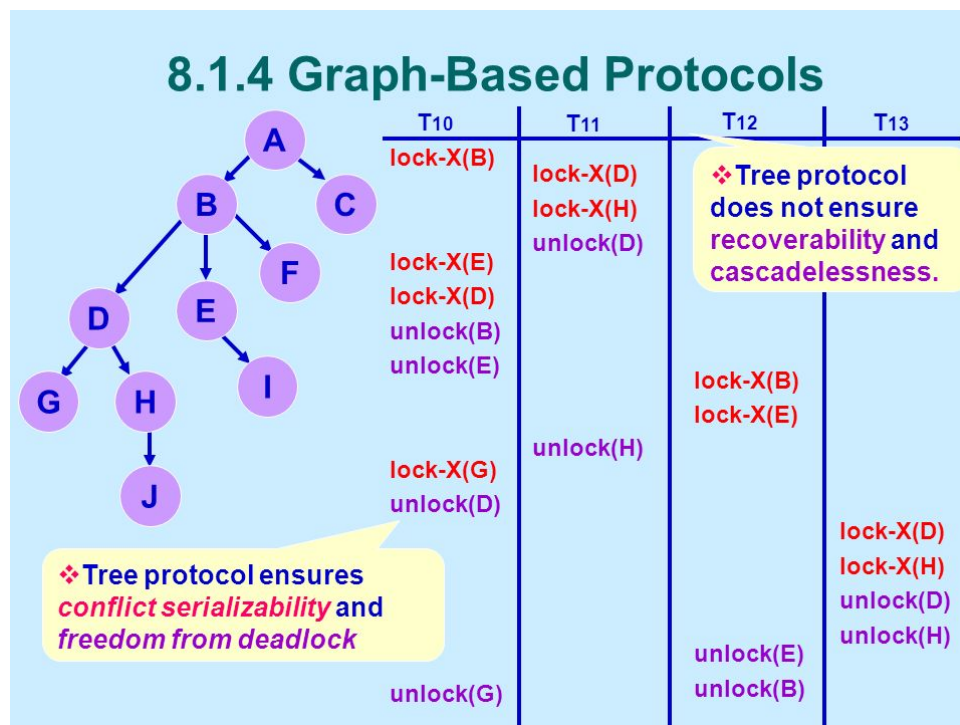 8.1.4 Graph-Based Protocols
A
B
C
F
D
E
G
H
I
J
T10
T11
T12
T13
lock-X(B)
lock-X(D)
lock-X(H)
unlock(D)
lock-X(E)
lock-X(D)
unlock(B)
unlock(E)
lock-X(B)
lock-X(E)
unlock(H)
lock-X(G)
unlock(D)
lock-X(D)
lock-X(H)
unlock(D)
unlock(H)
unlock(E)
unlock(B)
unlock(G)
❖Tree protocol
does not ensure
recoverability and
cascadelessness.
❖Tree protocol ensures
conflict serializability and
freedom from deadlock